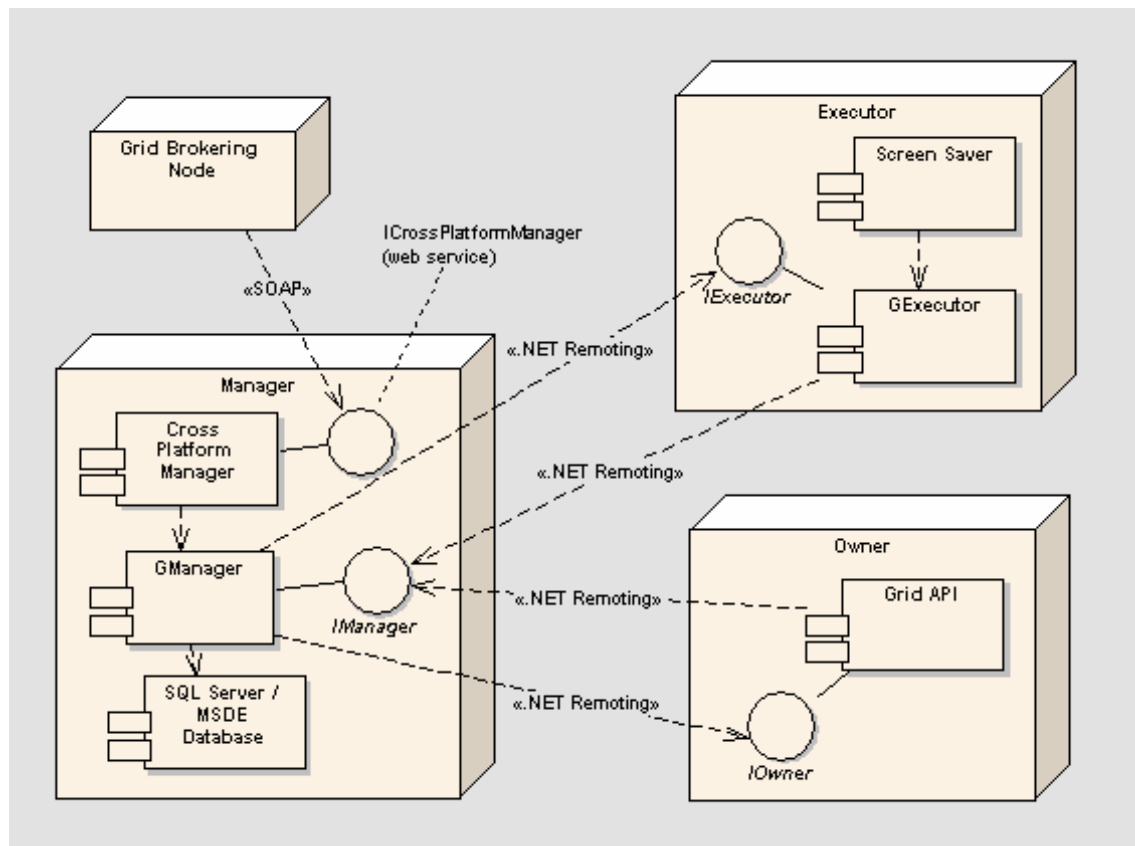 Grid Brokering
Node
«SOAP»
ICrossPlatformManager
(web service)
Manager
Cross
Platform
Manager
GManager
IManager
SQL Server /
MSDE
Database
Executor
Screen Saver
IExecutor
GExecutor
«.NET Remoting»
«.NET Remoting»
«.NET Remoting»
«.NET Remoting»
Owner
Grid API
IOwner